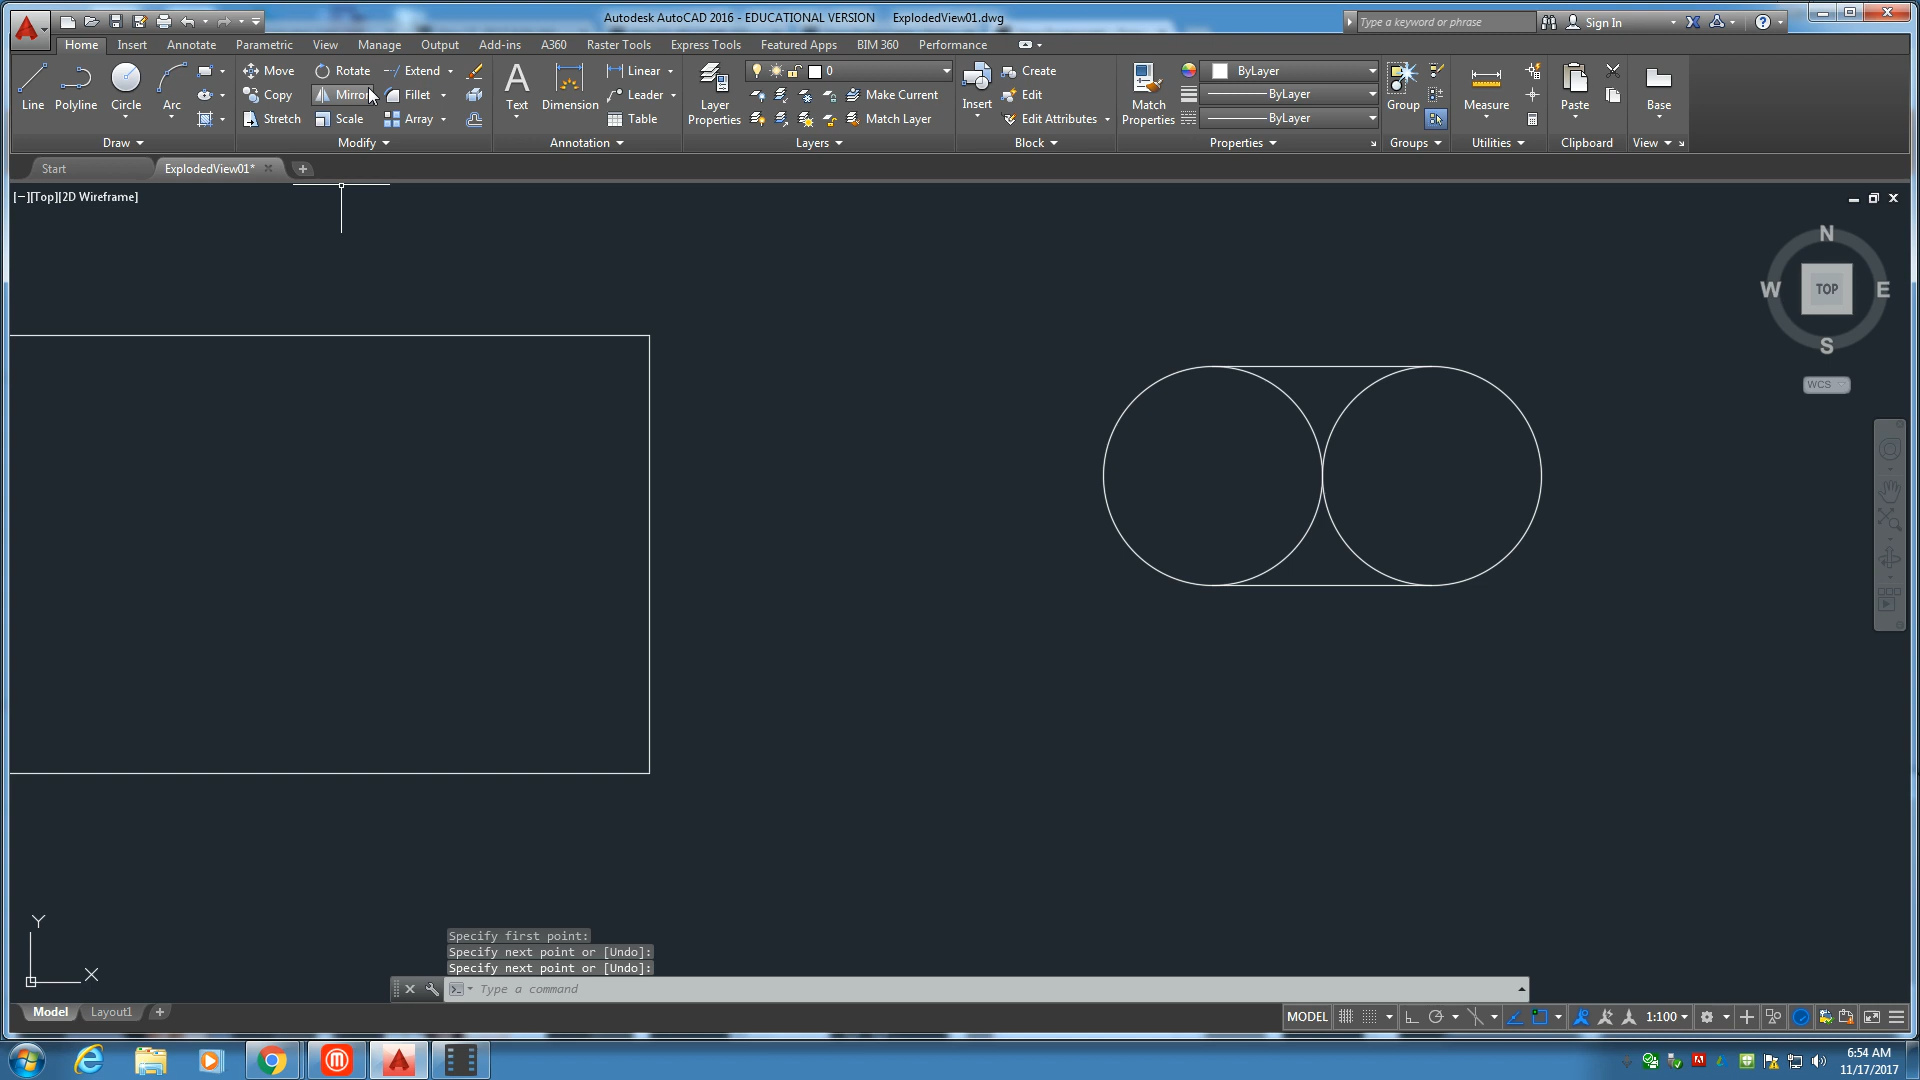 Autodesk AutoCAD 2016 - EDUCATIONAL VERSION ExplodedView01.dwg
Type a keyword or phrase
Sign In
Home Insert Annotate Parametric View Manage Output Add-ins A360 Raster Tools Express Tools Featured Apps BIM 360 Performance
Move Rotate Extend Linear 0 Create ByLayer
Copy Mirror Fillet Leader Make Current Edit ByLayer
Line Polyline Circle Arc Text Dimension Layer Properties Insert Match Properties Group Measure Paste Base
Stretch Scale Array Table Match Layer Edit Attributes ByLayer
Draw Modify Annotation Layers Block Properties Groups Utilities Clipboard View
Start ExplodedView01*
[−][Top][2D Wireframe]
N
W TOP E
S
WCS
Specify first point:
Specify next point or [Undo]:
Specify next point or [Undo]:
Type a command
Y
X
Model Layout1
MODEL 1:100
6:54 AM
11/17/2017